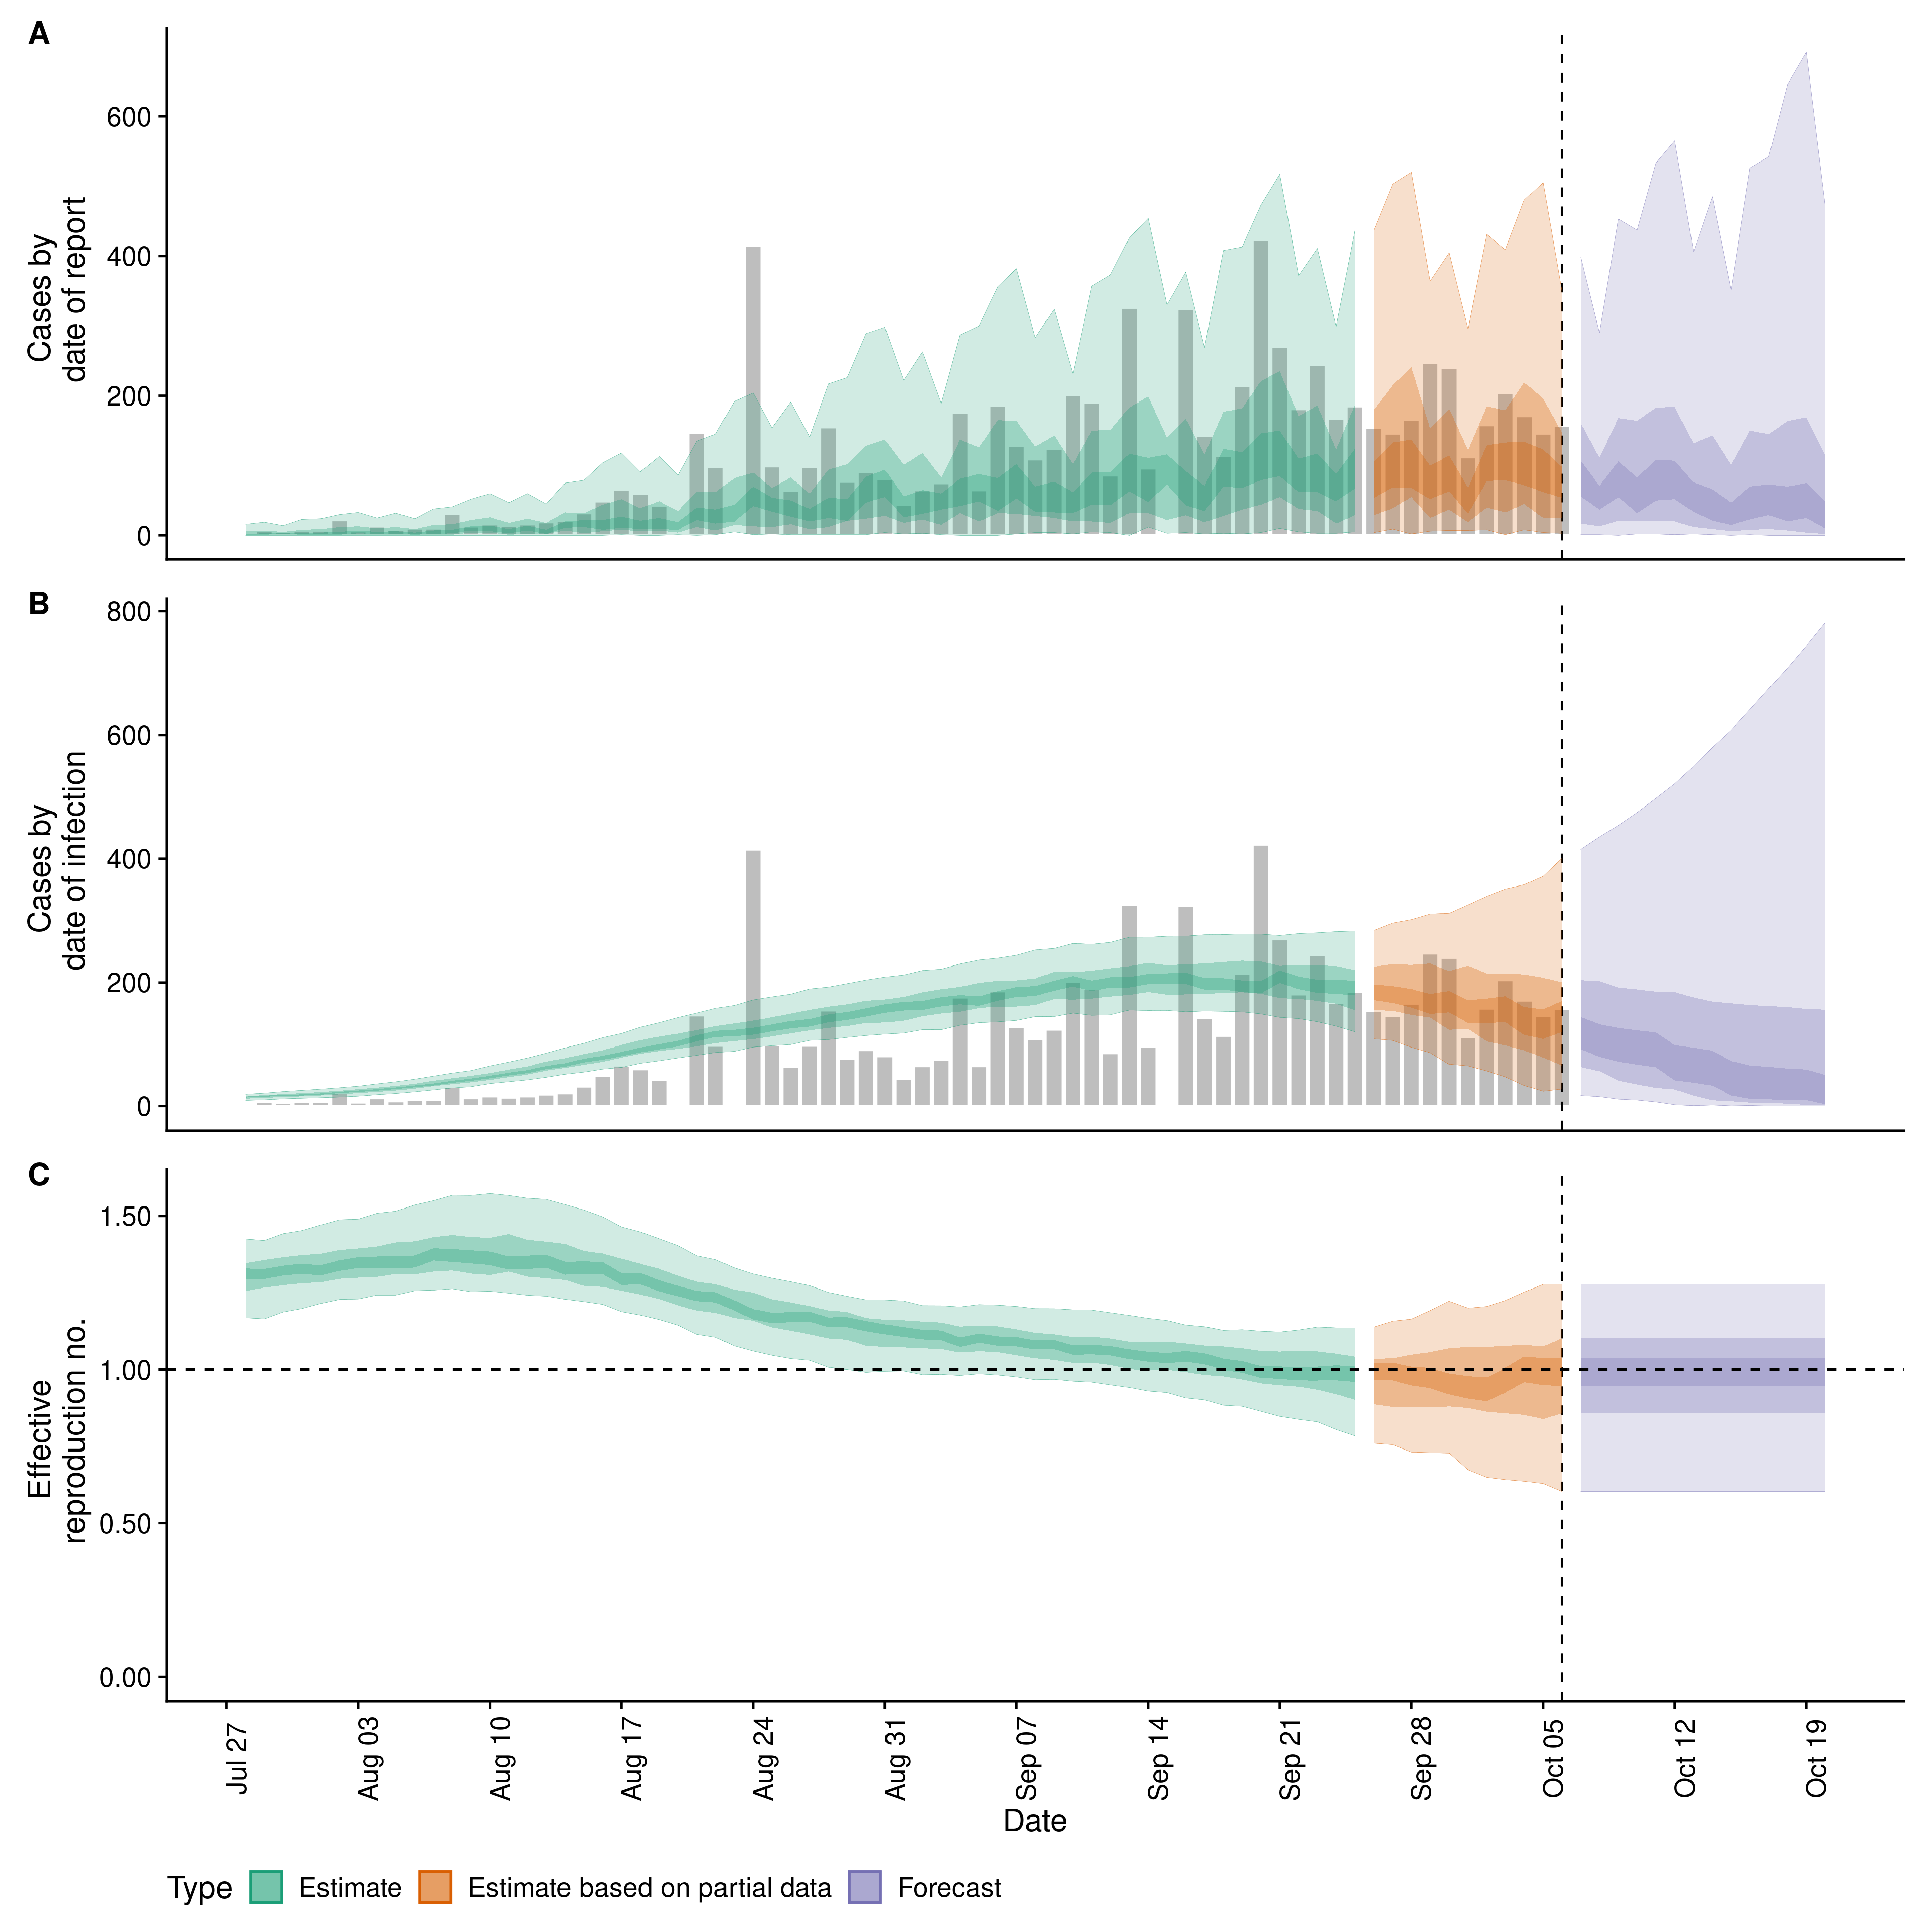 A
Cases by
date of report
600
400
200
0
B
Cases by
date of infection
800
600
400
200
0
C
Effective
reproduction no.
1.50
1.00
0.50
0.00
Jul 27
Aug 03
Aug 10
Aug 17
Aug 24
Aug 31
Sep 07
Sep 14
Sep 21
Sep 28
Oct 05
Oct 12
Oct 19
Date
Type Estimate Estimate based on partial data Forecast